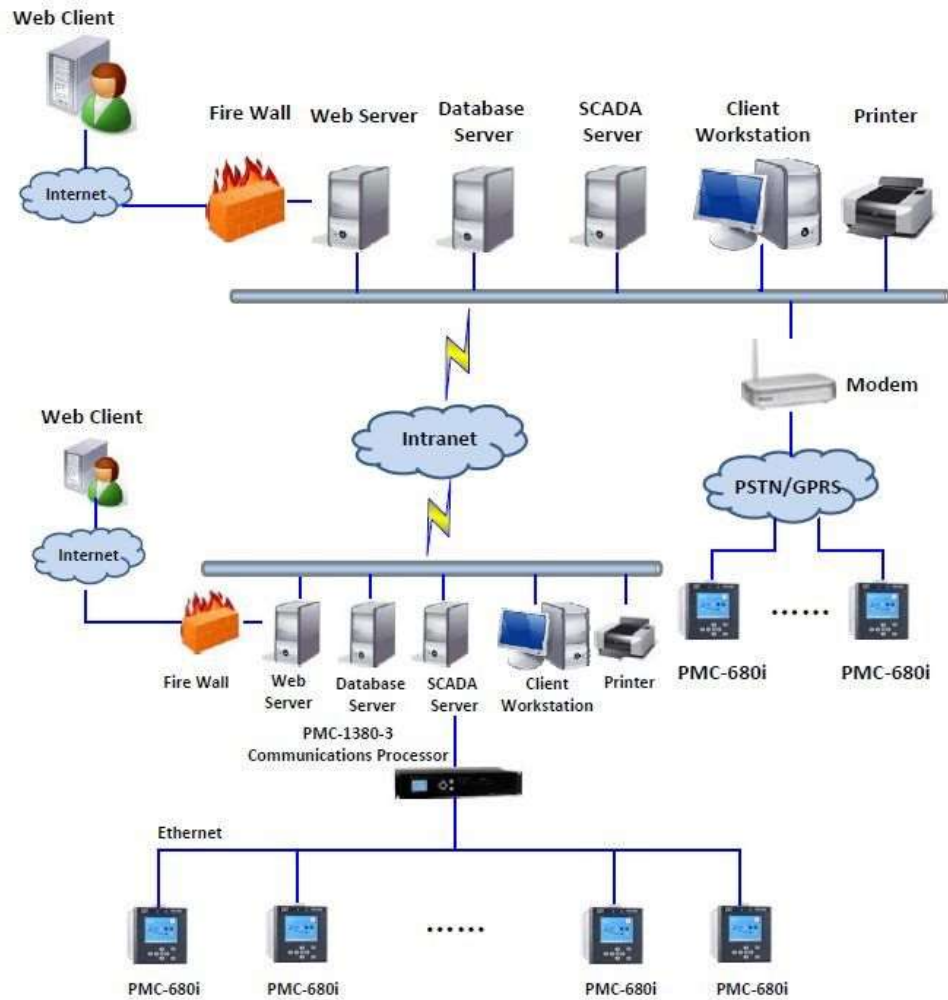 Web Client
Fire Wall
Web Server
Database
Server
SCADA
Server
Client
Workstation
Printer
Internet
Modem
Web Client
Intranet
PSTN/GPRS
Internet
PMC-680i
PMC-680i
Fire Wall
Web
Server
Database
Server
SCADA
Server
Client
Workstation
Printer
PMC-1380-3
Communications Processor
Ethernet
PMC-680i
PMC-680i
PMC-680i
PMC-680i